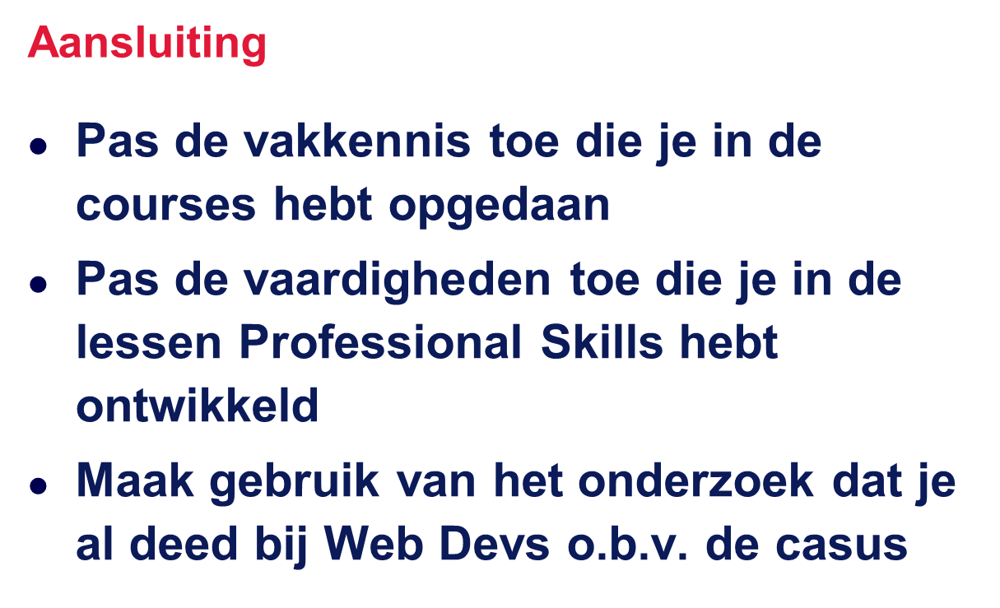 Aansluiting
● Pas de vakkennis toe die je in de
courses hebt opgedaan
● Pas de vaardigheden toe die je in de
lessen Professional Skills hebt
ontwikkeld
● Maak gebruik van het onderzoek dat je
al deed bij Web Devs o.b.v. de casus